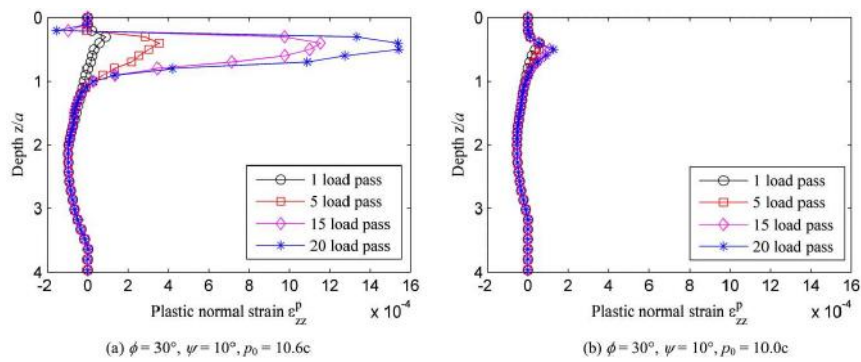 0
1
2
3
4
Depth z/a
1 load pass
5 load pass
15 load pass
20 load pass
-2 0 2 4 6 8 10 12 14 16
Plastic normal strain ε^p_zz
x 10^-4
(a) ϕ = 30°, ψ = 10°, p₀ = 10.6c
0
1
2
3
4
Depth z/a
1 load pass
5 load pass
15 load pass
20 load pass
-2 0 2 4 6 8 10 12 14 16
Plastic normal strain ε^p_zz
x 10^-4
(b) ϕ = 30°, ψ = 10°, p₀ = 10.0c